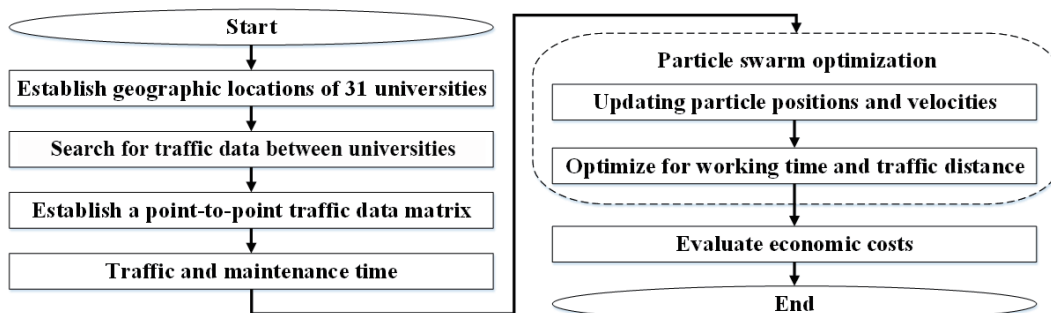 Start
Establish geographic locations of 31 universities
Search for traffic data between universities
Establish a point-to-point traffic data matrix
Traffic and maintenance time
Particle swarm optimization
Updating particle positions and velocities
Optimize for working time and traffic distance
Evaluate economic costs
End